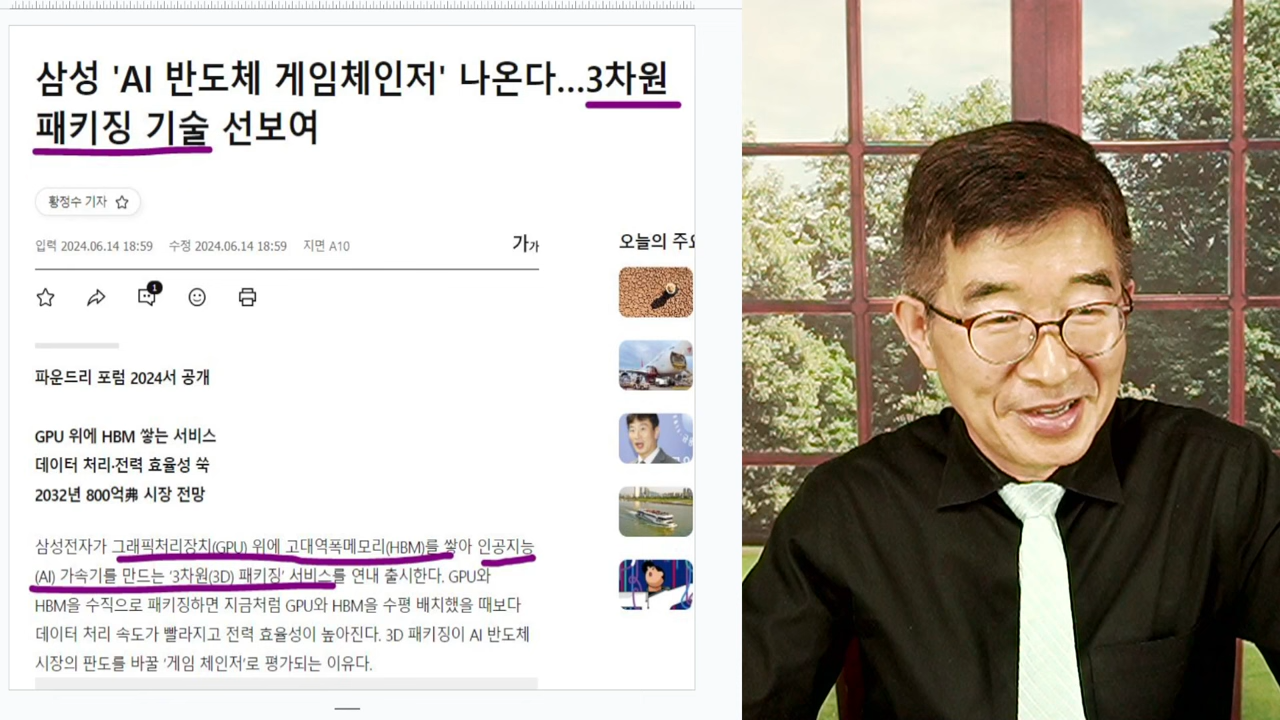 삼성 'AI 반도체 게임체인저' 나온다...3차원
패키징 기술 선보여
황정수 기자
입력 2024.06.14 18:59 수정 2024.06.14 18:59 지면 A10
가가
오늘의 주요
1
파운드리 포럼 2024서 공개
GPU 위에 HBM 쌓는 서비스
데이터 처리·전력 효율성 쑥
2032년 800억弗 시장 전망
삼성전자가 그래픽처리장치(GPU) 위에 고대역폭메모리(HBM)를 쌓아 인공지능
(AI) 가속기를 만드는 '3차원(3D) 패키징' 서비스를 연내 출시한다. GPU와
HBM을 수직으로 패키징하면 지금처럼 GPU와 HBM을 수평 배치했을 때보다
데이터 처리 속도가 빨라지고 전력 효율성이 높아진다. 3D 패키징이 AI 반도체
시장의 판도를 바꿀 '게임 체인저'로 평가되는 이유다.